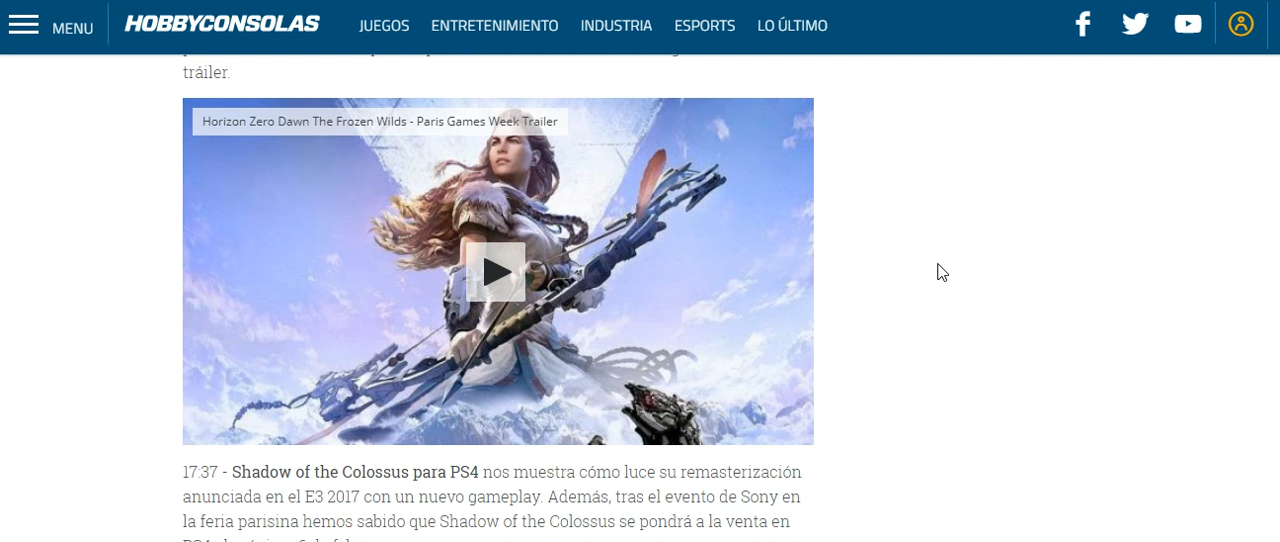 MENU
HOBBYCONSOLAS
JUEGOS
ENTRETENIMIENTO
INDUSTRIA
ESPORTS
LO ÚLTIMO
tráiler.
Horizon Zero Dawn The Frozen Wilds - Paris Games Week Trailer
17:37 - Shadow of the Colossus para PS4 nos muestra cómo luce su remasterización
anunciada en el E3 2017 con un nuevo gameplay. Además, tras el evento de Sony en
la feria parisina hemos sabido que Shadow of the Colossus se pondrá a la venta en